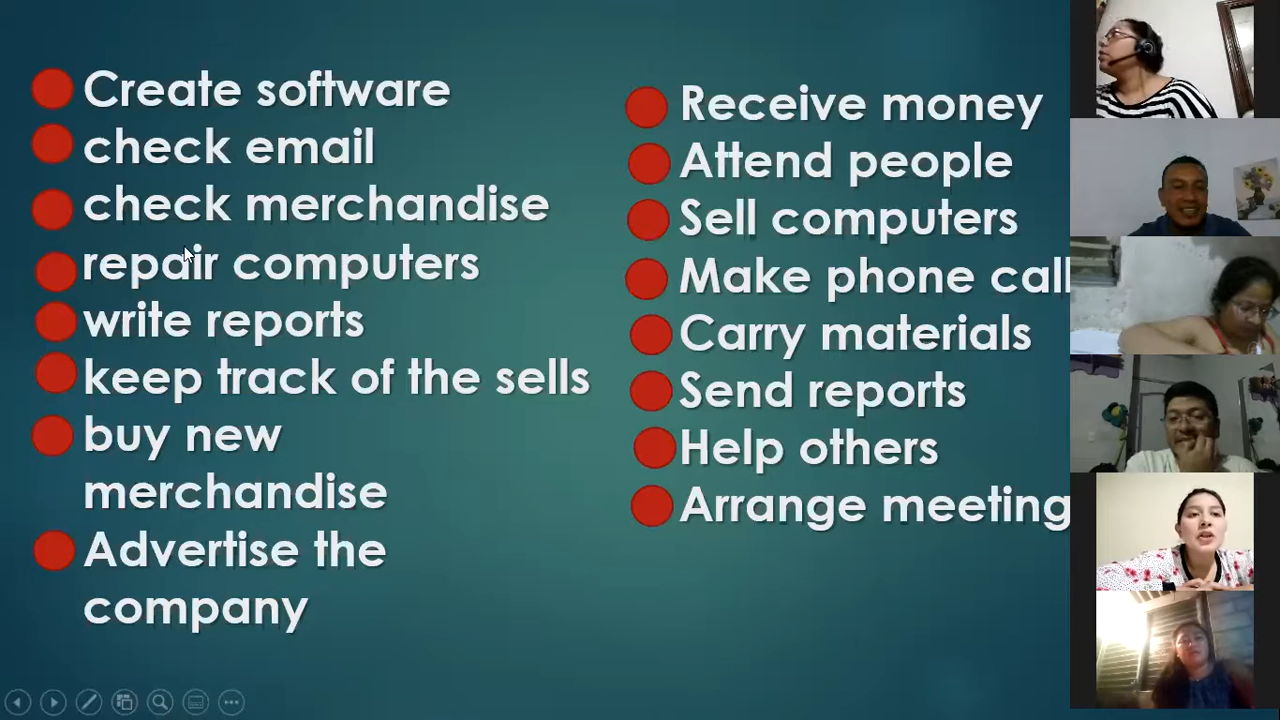 Create software
check email
check merchandise
repair computers
write reports
keep track of the sells
buy new
merchandise
Advertise the
company
Receive money
Attend people
Sell computers
Make phone call
Carry materials
Send reports
Help others
Arrange meeting